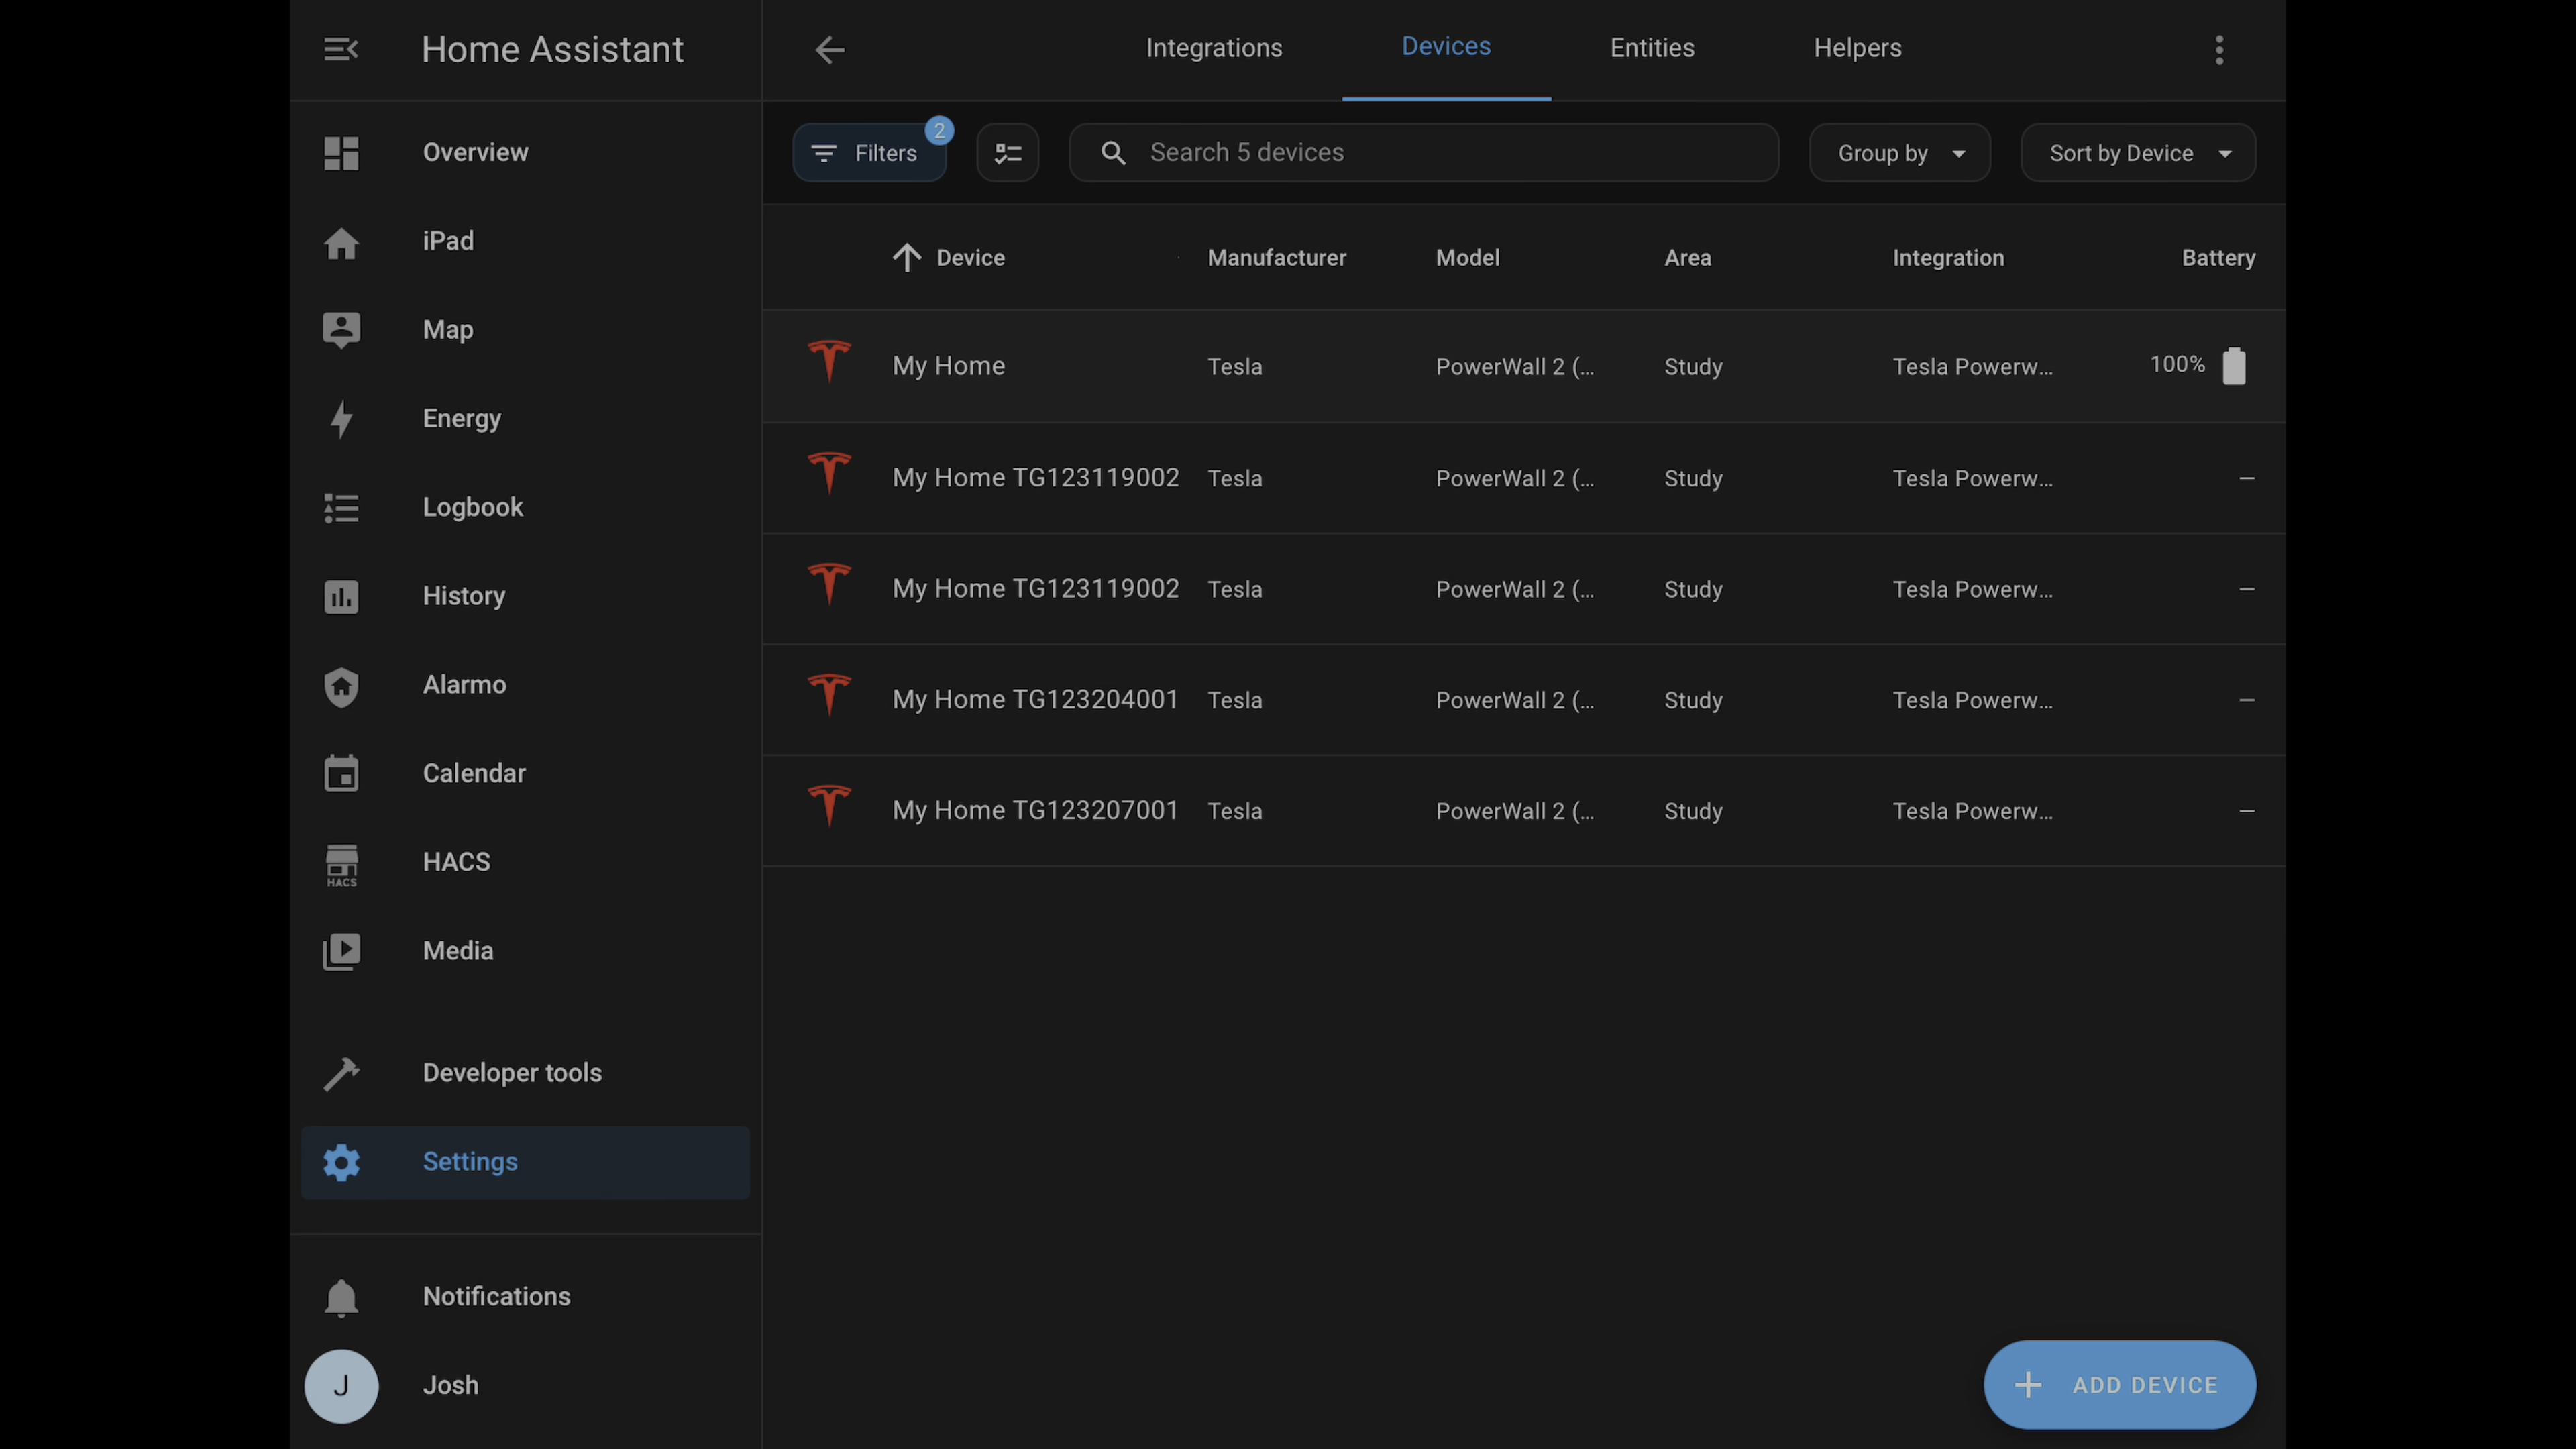 Home Assistant
Overview
iPad
Map
Energy
Logbook
History
Alarmo
Calendar
HACS
HACS
Media
Developer tools
Settings
Notifications
J
Josh
Integrations Devices Entities Helpers
Filters 2 Search 5 devices Group by Sort by Device
Device Manufacturer Model Area Integration Battery
My Home Tesla PowerWall 2 (... Study Tesla Powerw... 100%
My Home TG123119002 Tesla PowerWall 2 (... Study Tesla Powerw... –
My Home TG123119002 Tesla PowerWall 2 (... Study Tesla Powerw... –
My Home TG123204001 Tesla PowerWall 2 (... Study Tesla Powerw... –
My Home TG123207001 Tesla PowerWall 2 (... Study Tesla Powerw... –
ADD DEVICE